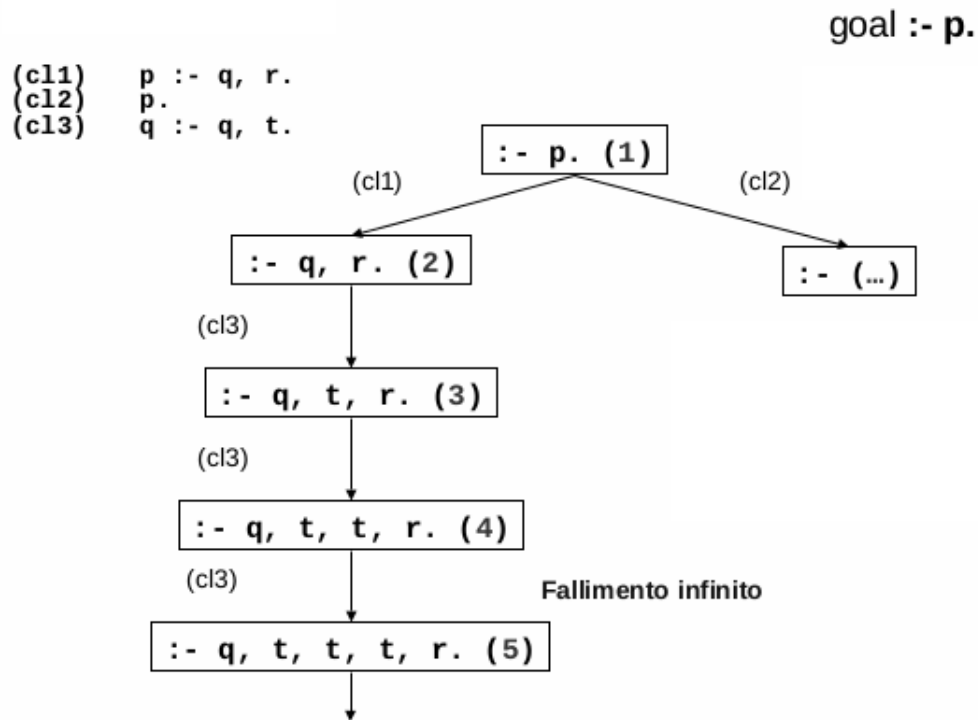 goal :- p.
(cl1) p :- q, r.
(cl2) p.
(cl3) q :- q, t.
:- p. (1)
(cl1)
(cl2)
:- q, r. (2)
:- (…)
(cl3)
:- q, t, r. (3)
(cl3)
:- q, t, t, r. (4)
(cl3)
Fallimento infinito
:- q, t, t, t, r. (5)